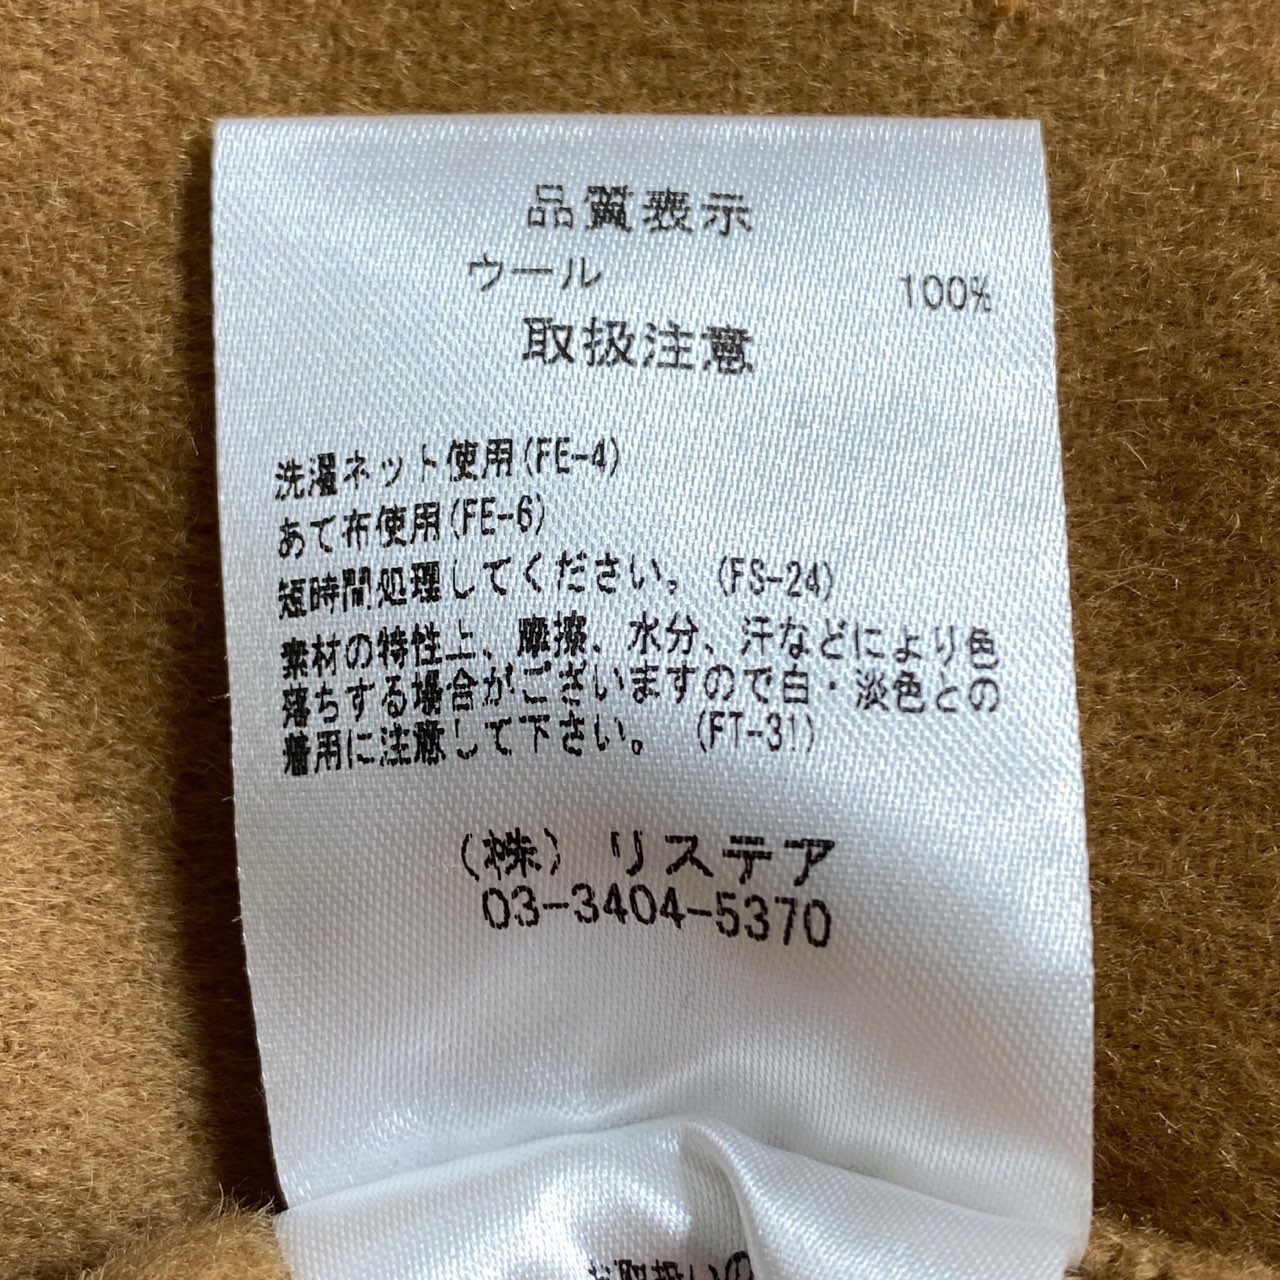 品質表示
ウール 100%
取扱注意
洗濯ネット使用(FE-4)
あて布使用(FE-6)
短時間処理してください。(FS-24)
素材の特性上、摩擦、水分、汗などにより色
落ちする場合がございますので白・淡色との
着用に注意して下さい。 (FT-31)
(株) リステア
03-3404-5370
お取扱いの